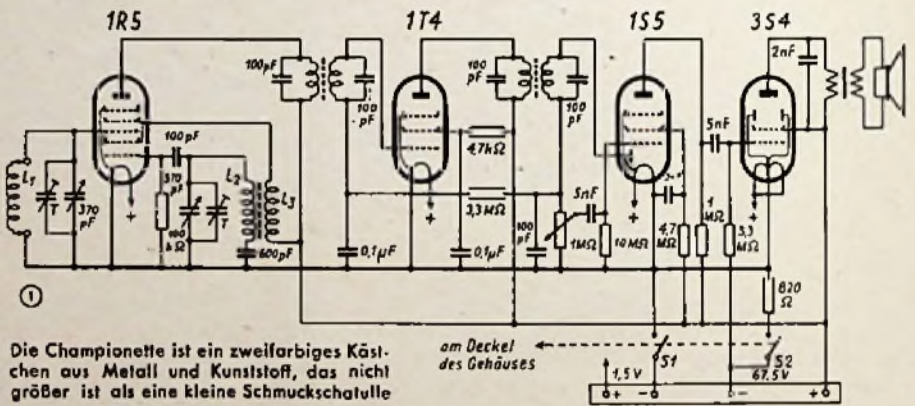 1R5 1T4 1S5 3S4
100pF 100 pF 100 pF 100 pF 2nF
100pF 5nF
L1 T 370 pF 370 pF 100 kΩ T L2 L3 600pF
4,7kΩ 3,3MΩ 0,1µF 0,1µF 100 pF 5nF 1MΩ 10MΩ 4,7 MΩ 1 MΩ 3,3 MΩ
+ + + +
820 Ω
①
Die Championette ist ein zweifarbiges Käst-
chen aus Metall und Kunststoff, das nicht
größer ist als eine kleine Schmuckschatulle
am Deckel
des Gehäuses
S1 S2
1,5V 67,5V
+ - - +